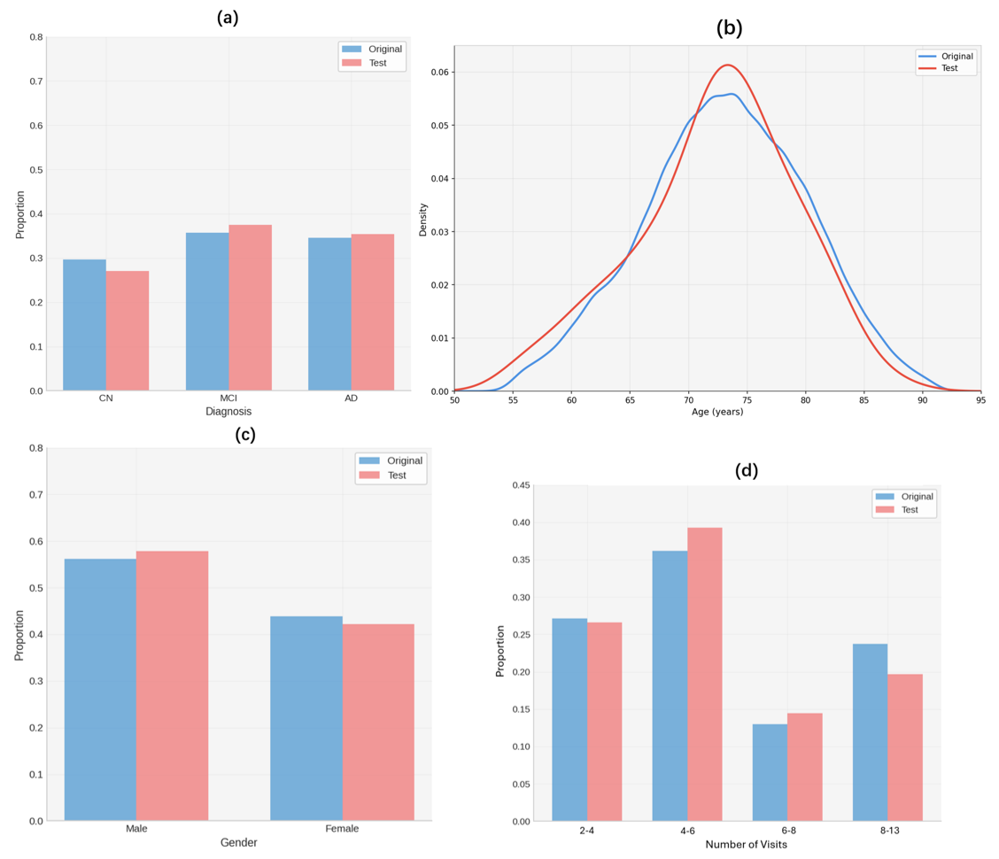 (a)
0.8
0.7
0.6
0.5
0.4
0.3
0.2
0.1
0.0
Proportion
Original
Test
CN MCI AD
Diagnosis
(b)
0.06
0.05
0.04
0.03
0.02
0.01
0.00
Density
Original
Test
50 55 60 65 70 75 80 85 90 95
Age (years)
(c)
0.8
0.7
0.6
0.5
0.4
0.3
0.2
0.1
0.0
Proportion
Original
Test
Male Female
Gender
(d)
0.45
0.40
0.35
0.30
0.25
0.20
0.15
0.10
0.05
0.00
Proportion
Original
Test
2-4 4-6 6-8 8-13
Number of Visits